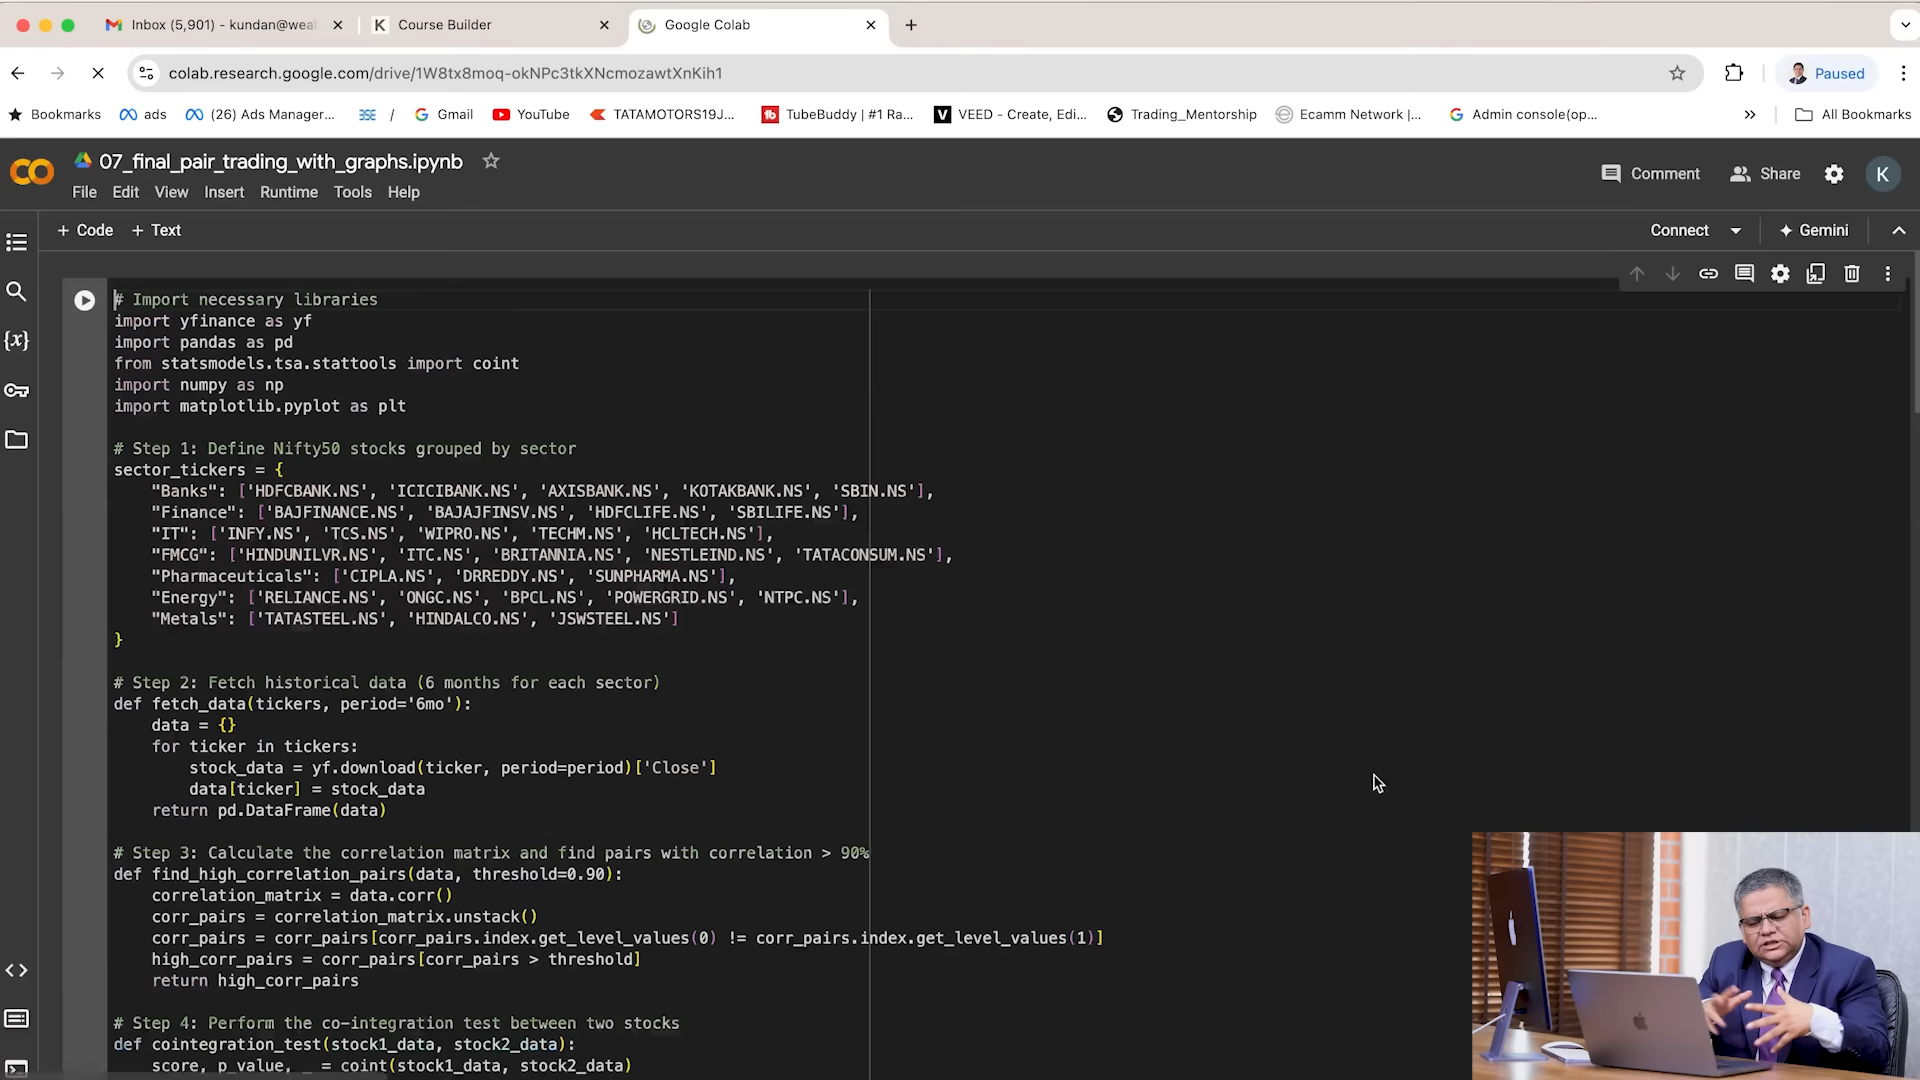 Inbox (5,901) - kundan@weal
Course Builder
Google Colab
colab.research.google.com/drive/1W8tx8moq-okNPc3tkXNcmozawtXnKih1
Paused
Bookmarks
ads
(26) Ads Manager...
/
Gmail
YouTube
TATAMOTORS19J...
TubeBuddy | #1 Ra...
VEED - Create, Edi...
Trading_Mentorship
Ecamm Network |...
Admin console(op...
All Bookmarks
07_final_pair_trading_with_graphs.ipynb
Comment
Share
K
File Edit View Insert Runtime Tools Help
+ Code + Text
Connect
Gemini
# Import necessary libraries
import yfinance as yf
import pandas as pd
from statsmodels.tsa.stattools import coint
import numpy as np
import matplotlib.pyplot as plt
# Step 1: Define Nifty50 stocks grouped by sector
sector_tickers = {
"Banks": ['HDFCBANK.NS', 'ICICIBANK.NS', 'AXISBANK.NS', 'KOTAKBANK.NS', 'SBIN.NS'],
"Finance": ['BAJFINANCE.NS', 'BAJAJFINSV.NS', 'HDFCLIFE.NS', 'SBILIFE.NS'],
"IT": ['INFY.NS', 'TCS.NS', 'WIPRO.NS', 'TECHM.NS', 'HCLTECH.NS'],
"FMCG": ['HINDUNILVR.NS', 'ITC.NS', 'BRITANNIA.NS', 'NESTLEIND.NS', 'TATACONSUM.NS'],
"Pharmaceuticals": ['CIPLA.NS', 'DRREDDY.NS', 'SUNPHARMA.NS'],
"Energy": ['RELIANCE.NS', 'ONGC.NS', 'BPCL.NS', 'POWERGRID.NS', 'NTPC.NS'],
"Metals": ['TATASTEEL.NS', 'HINDALCO.NS', 'JSWSTEEL.NS']
}
# Step 2: Fetch historical data (6 months for each sector)
def fetch_data(tickers, period='6mo'):
data = {}
for ticker in tickers:
stock_data = yf.download(ticker, period=period)['Close']
data[ticker] = stock_data
return pd.DataFrame(data)
# Step 3: Calculate the correlation matrix and find pairs with correlation > 90%
def find_high_correlation_pairs(data, threshold=0.90):
correlation_matrix = data.corr()
corr_pairs = correlation_matrix.unstack()
corr_pairs = corr_pairs[corr_pairs.index.get_level_values(0) != corr_pairs.index.get_level_values(1)]
high_corr_pairs = corr_pairs[corr_pairs > threshold]
return high_corr_pairs
# Step 4: Perform the co-integration test between two stocks
def cointegration_test(stock1_data, stock2_data):
score, p_value, _ = coint(stock1_data, stock2_data)